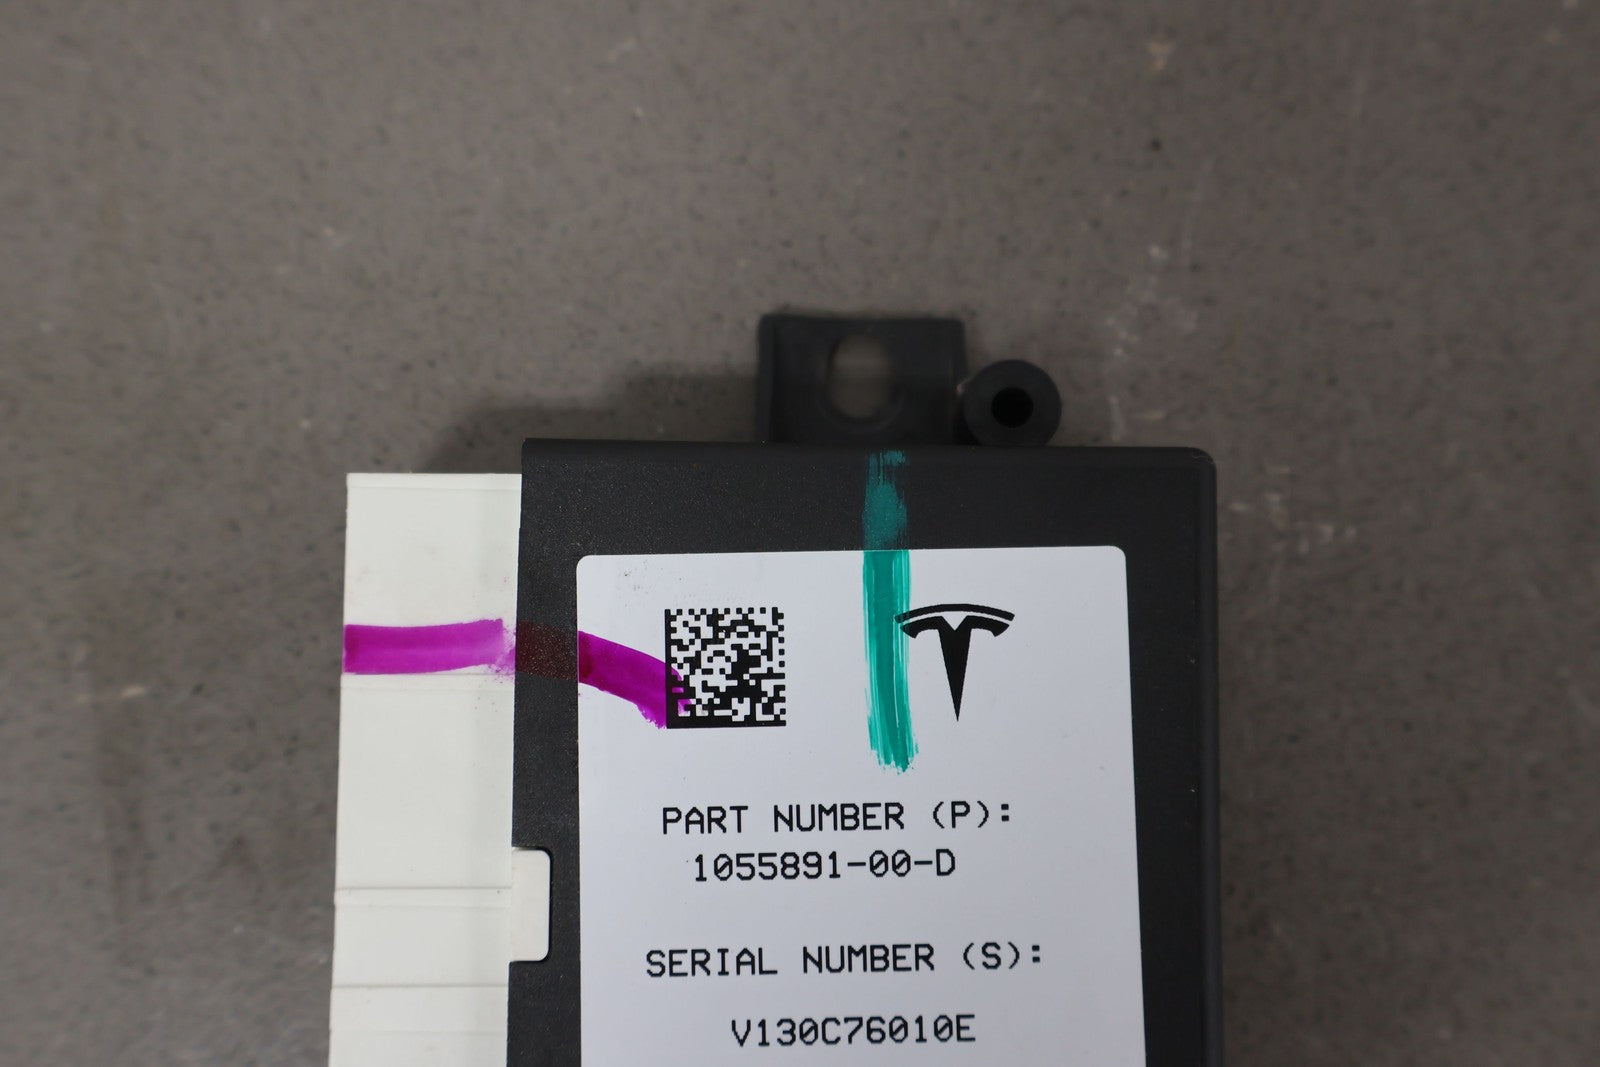 PART NUMBER (P):
1055891-00-D
SERIAL NUMBER (S):
V130C76010E